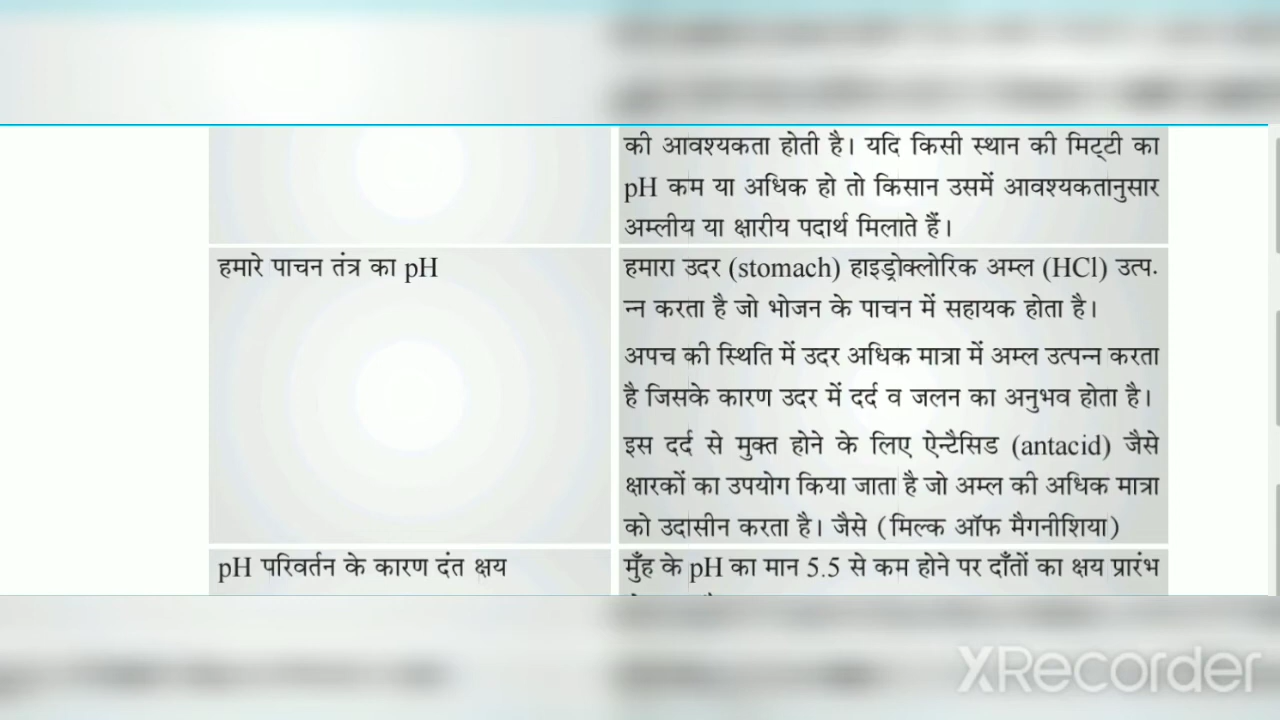 की आवश्यकता होती है। यदि किसी स्थान की मिट्टी का
pH कम या अधिक हो तो किसान उसमें आवश्यकतानुसार
अम्लीय या क्षारीय पदार्थ मिलाते हैं।
हमारे पाचन तंत्र का pH
हमारा उदर (stomach) हाइड्रोक्लोरिक अम्ल (HCl) उत्प-
न्न करता है जो भोजन के पाचन में सहायक होता है।
अपच की स्थिति में उदर अधिक मात्रा में अम्ल उत्पन्न करता
है जिसके कारण उदर में दर्द व जलन का अनुभव होता है।
इस दर्द से मुक्त होने के लिए ऐन्टैसिड (antacid) जैसे
क्षारकों का उपयोग किया जाता है जो अम्ल की अधिक मात्रा
को उदासीन करता है। जैसे (मिल्क ऑफ मैगनीशिया)
pH परिवर्तन के कारण दंत क्षय
मुँह के pH का मान 5.5 से कम होने पर दाँतों का क्षय प्रारंभ
XRecorder